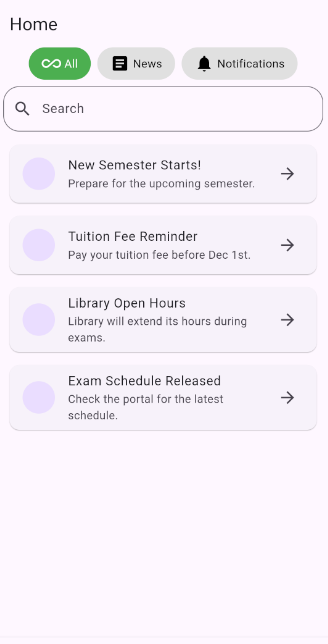 Home
All News Notifications
Search
New Semester Starts!
Prepare for the upcoming semester.
Tuition Fee Reminder
Pay your tuition fee before Dec 1st.
Library Open Hours
Library will extend its hours during
exams.
Exam Schedule Released
Check the portal for the latest
schedule.